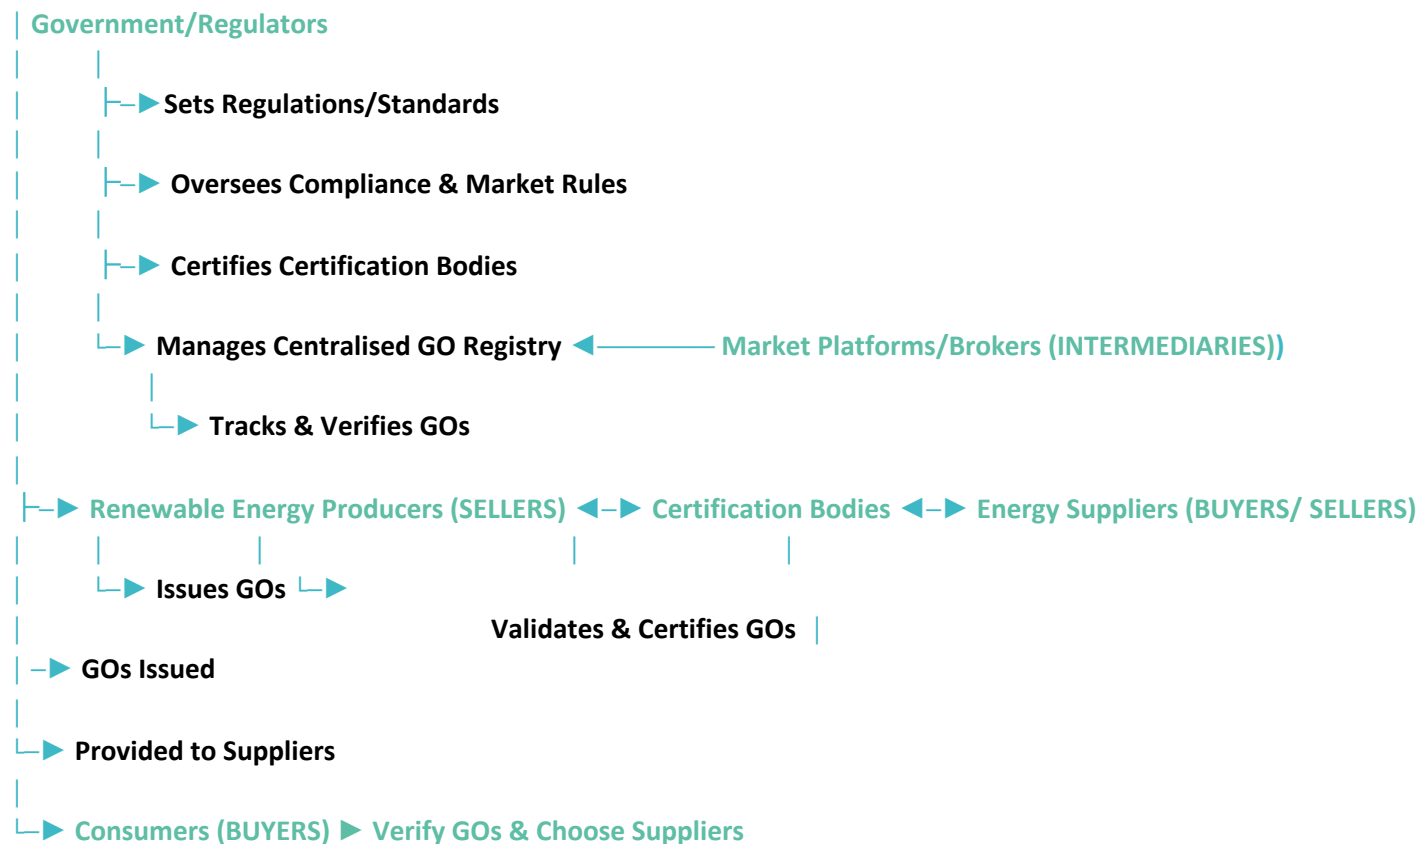 Government/Regulators
Sets Regulations/Standards
Oversees Compliance & Market Rules
Certifies Certification Bodies
Manages Centralised GO Registry ◄───── Market Platforms/Brokers (INTERMEDIARIES))
Tracks & Verifies GOs
Renewable Energy Producers (SELLERS) ◄─► Certification Bodies ◄─► Energy Suppliers (BUYERS/ SELLERS)
Issues GOs
Validates & Certifies GOs
GOs Issued
Provided to Suppliers
Consumers (BUYERS) ► Verify GOs & Choose Suppliers